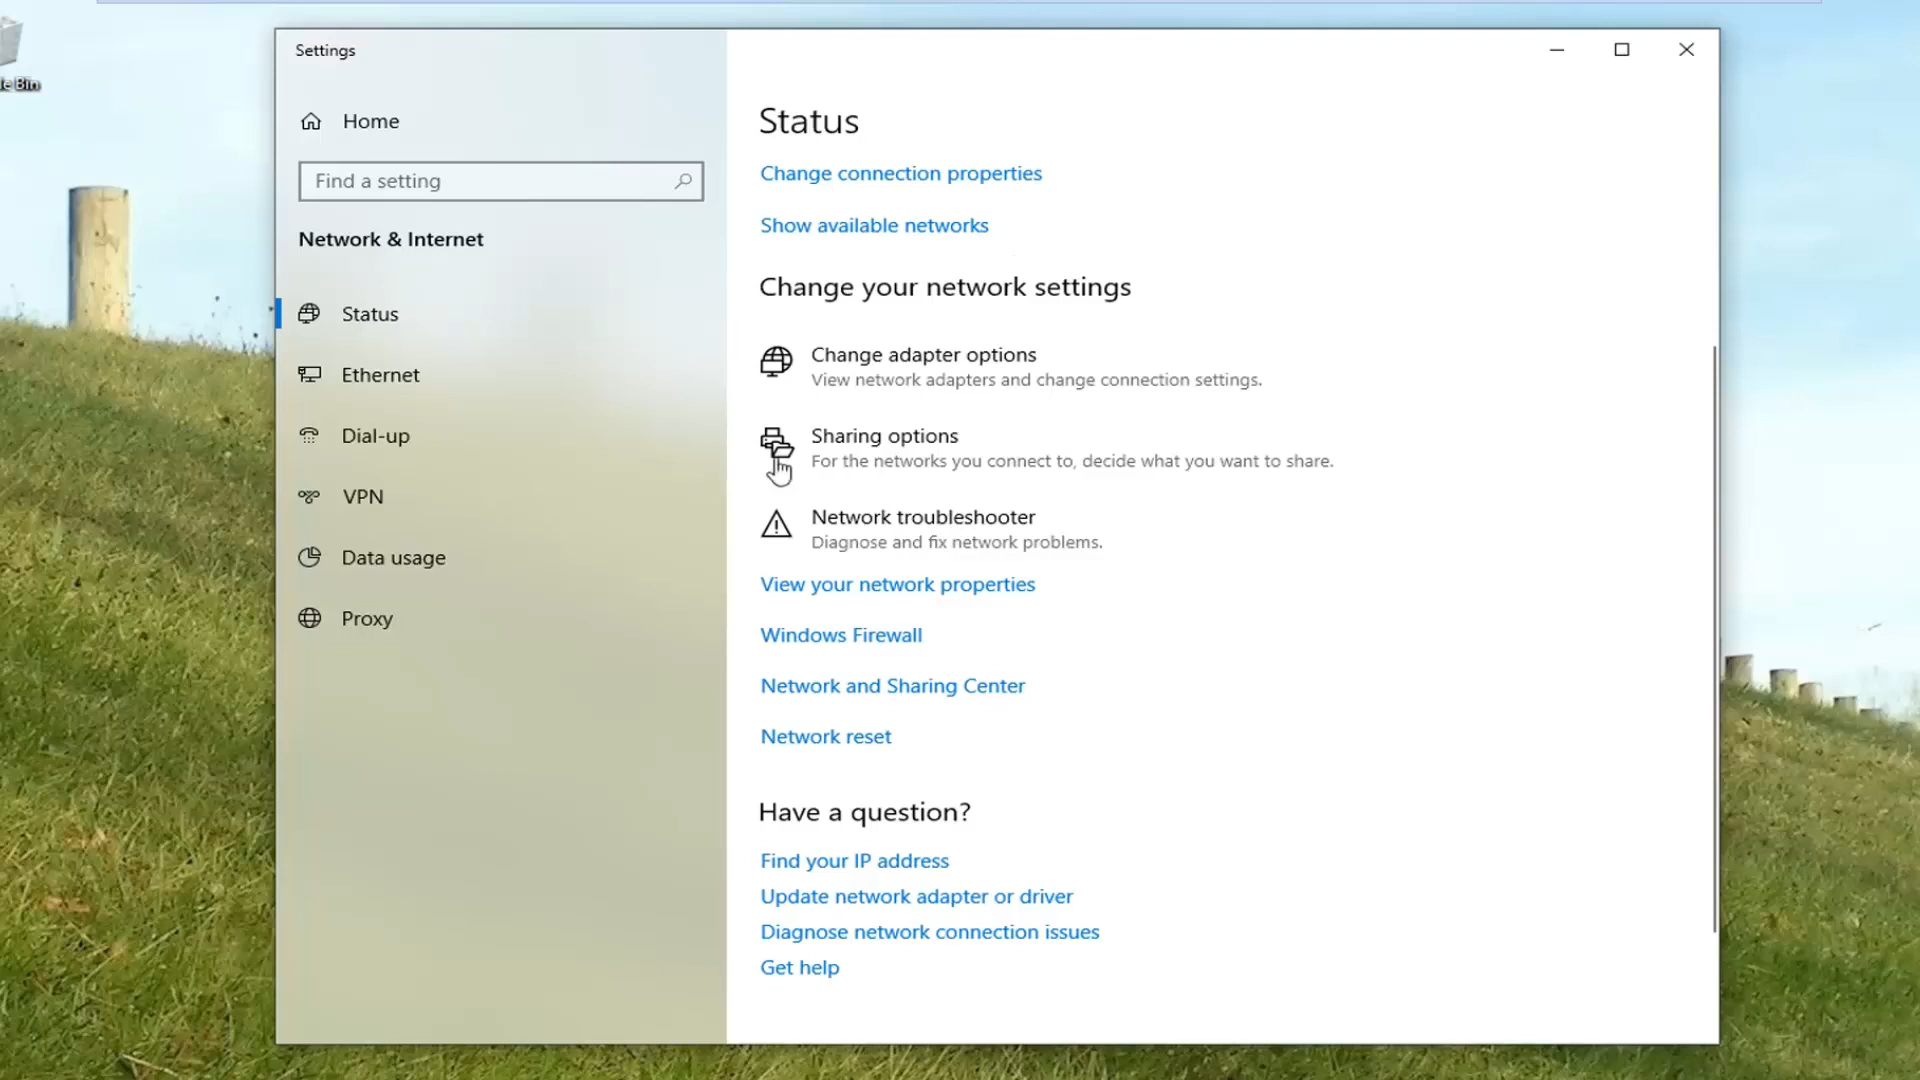 le Bin
Settings
Home
Find a setting
Network & Internet
Status
Ethernet
Dial-up
VPN
Data usage
Proxy
Status
Change connection properties
Show available networks
Change your network settings
Change adapter options
View network adapters and change connection settings.
Sharing options
For the networks you connect to, decide what you want to share.
Network troubleshooter
Diagnose and fix network problems.
View your network properties
Windows Firewall
Network and Sharing Center
Network reset
Have a question?
Find your IP address
Update network adapter or driver
Diagnose network connection issues
Get help